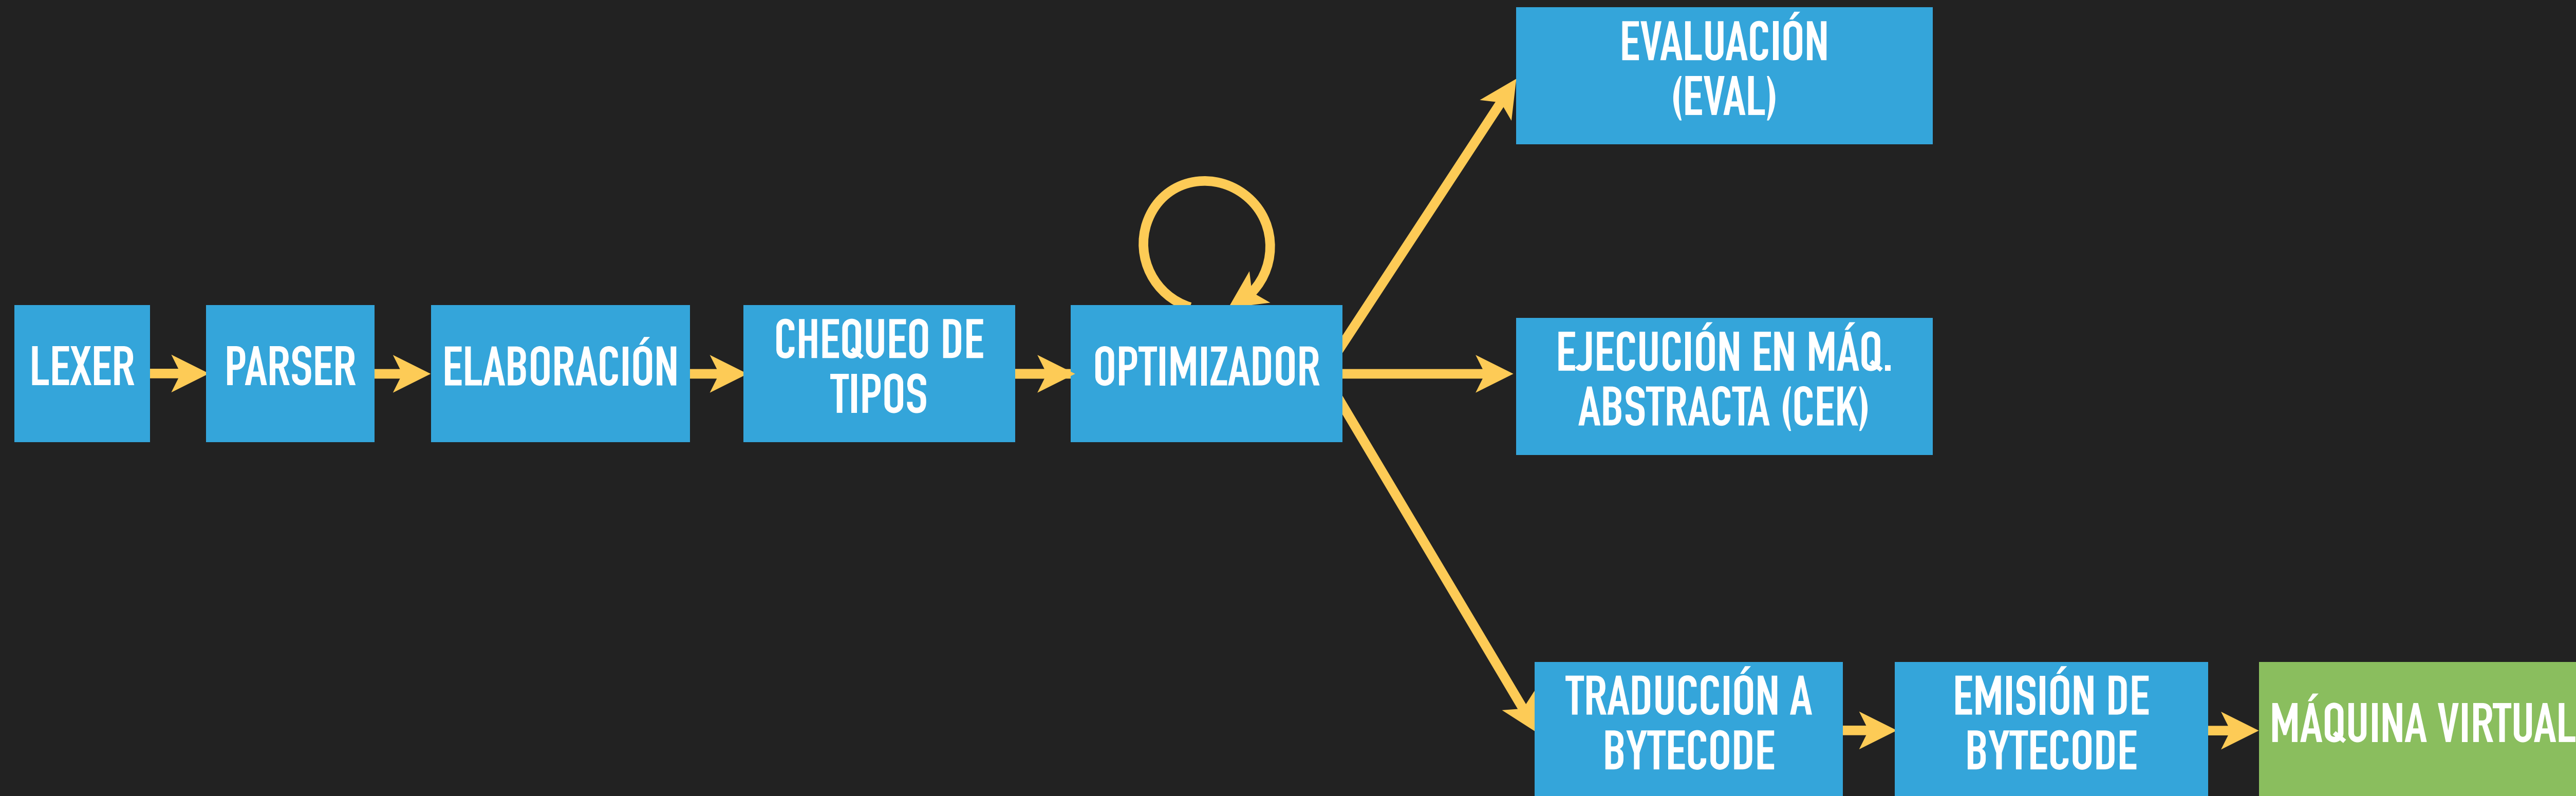 EVALUACIÓN
(EVAL)
LEXER
PARSER
ELABORACIÓN
CHEQUEO DE
TIPOS
OPTIMIZADOR
EJECUCIÓN EN MÁQ.
ABSTRACTA (CEK)
TRADUCCIÓN A
BYTECODE
EMISIÓN DE
BYTECODE
MÁQUINA VIRTUAL